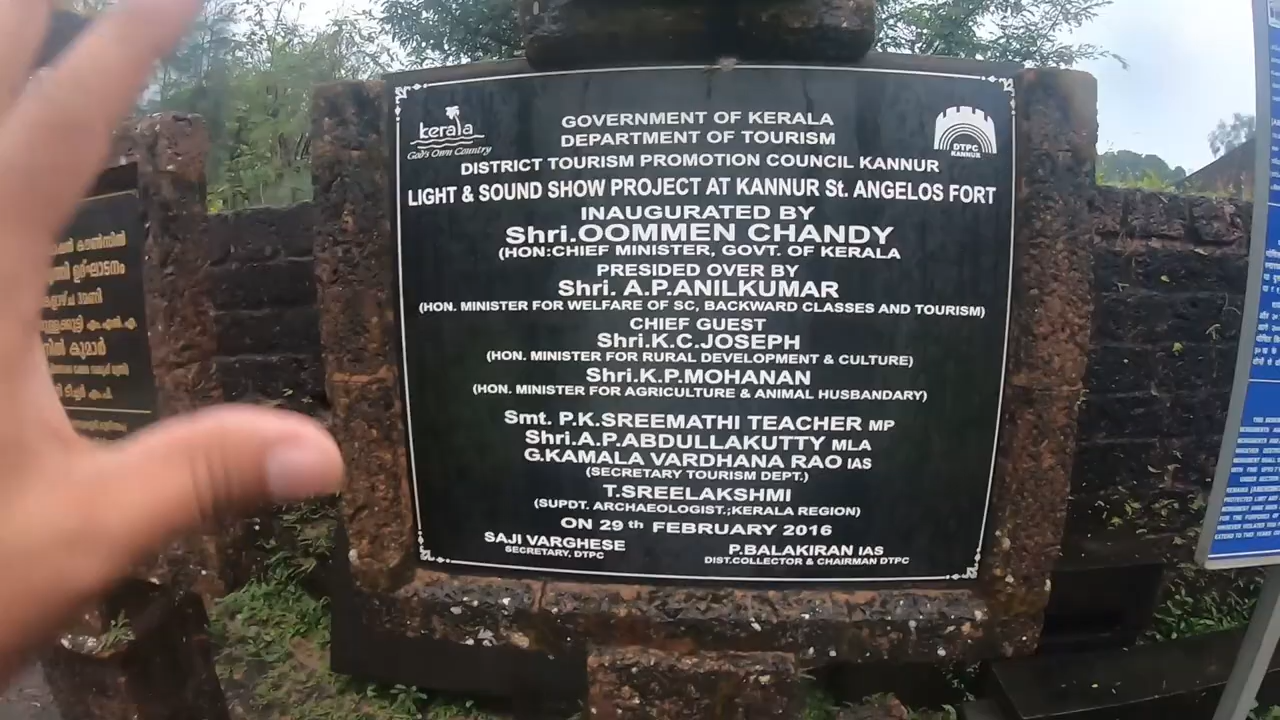 kerala
God's Own Country
DTPC
KANNUR
GOVERNMENT OF KERALA
DEPARTMENT OF TOURISM
DISTRICT TOURISM PROMOTION COUNCIL KANNUR
LIGHT & SOUND SHOW PROJECT AT KANNUR St. ANGELOS FORT
INAUGURATED BY
Shri.OOMMEN CHANDY
(HON:CHIEF MINISTER, GOVT. OF KERALA
PRESIDED OVER BY
Shri. A.P.ANILKUMAR
(HON. MINISTER FOR WELFARE OF SC, BACKWARD CLASSES AND TOURISM)
CHIEF GUEST
Shri.K.C.JOSEPH
(HON. MINISTER FOR RURAL DEVELOPMENT & CULTURE)
Shri.K.P.MOHANAN
(HON. MINISTER FOR AGRICULTURE & ANIMAL HUSBANDARY)
Smt. P.K.SREEMATHI TEACHER MP
Shri.A.P.ABDULLAKUTTY MLA
G.KAMALA VARDHANA RAO IAS
(SECRETARY TOURISM DEPT.)
T.SREELAKSHMI
(SUPDT. ARCHAEOLOGIST.;KERALA REGION)
ON 29th FEBRUARY 2016
SAJI VARGHESE
SECRETARY, DTPC
P.BALAKIRAN IAS
DIST.COLLECTOR & CHAIRMAN DTPC